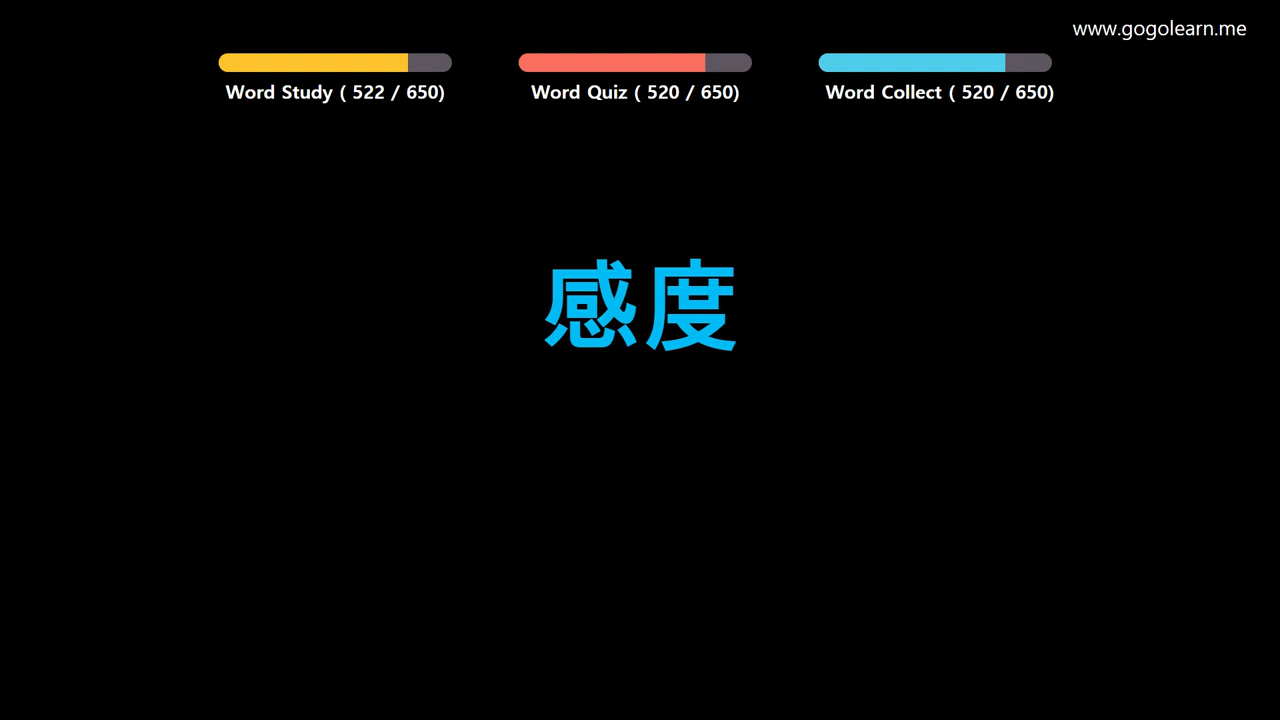 www.gogolearn.me
Word Study ( 522 / 650)
Word Quiz ( 520 / 650)
Word Collect ( 520 / 650)
感度